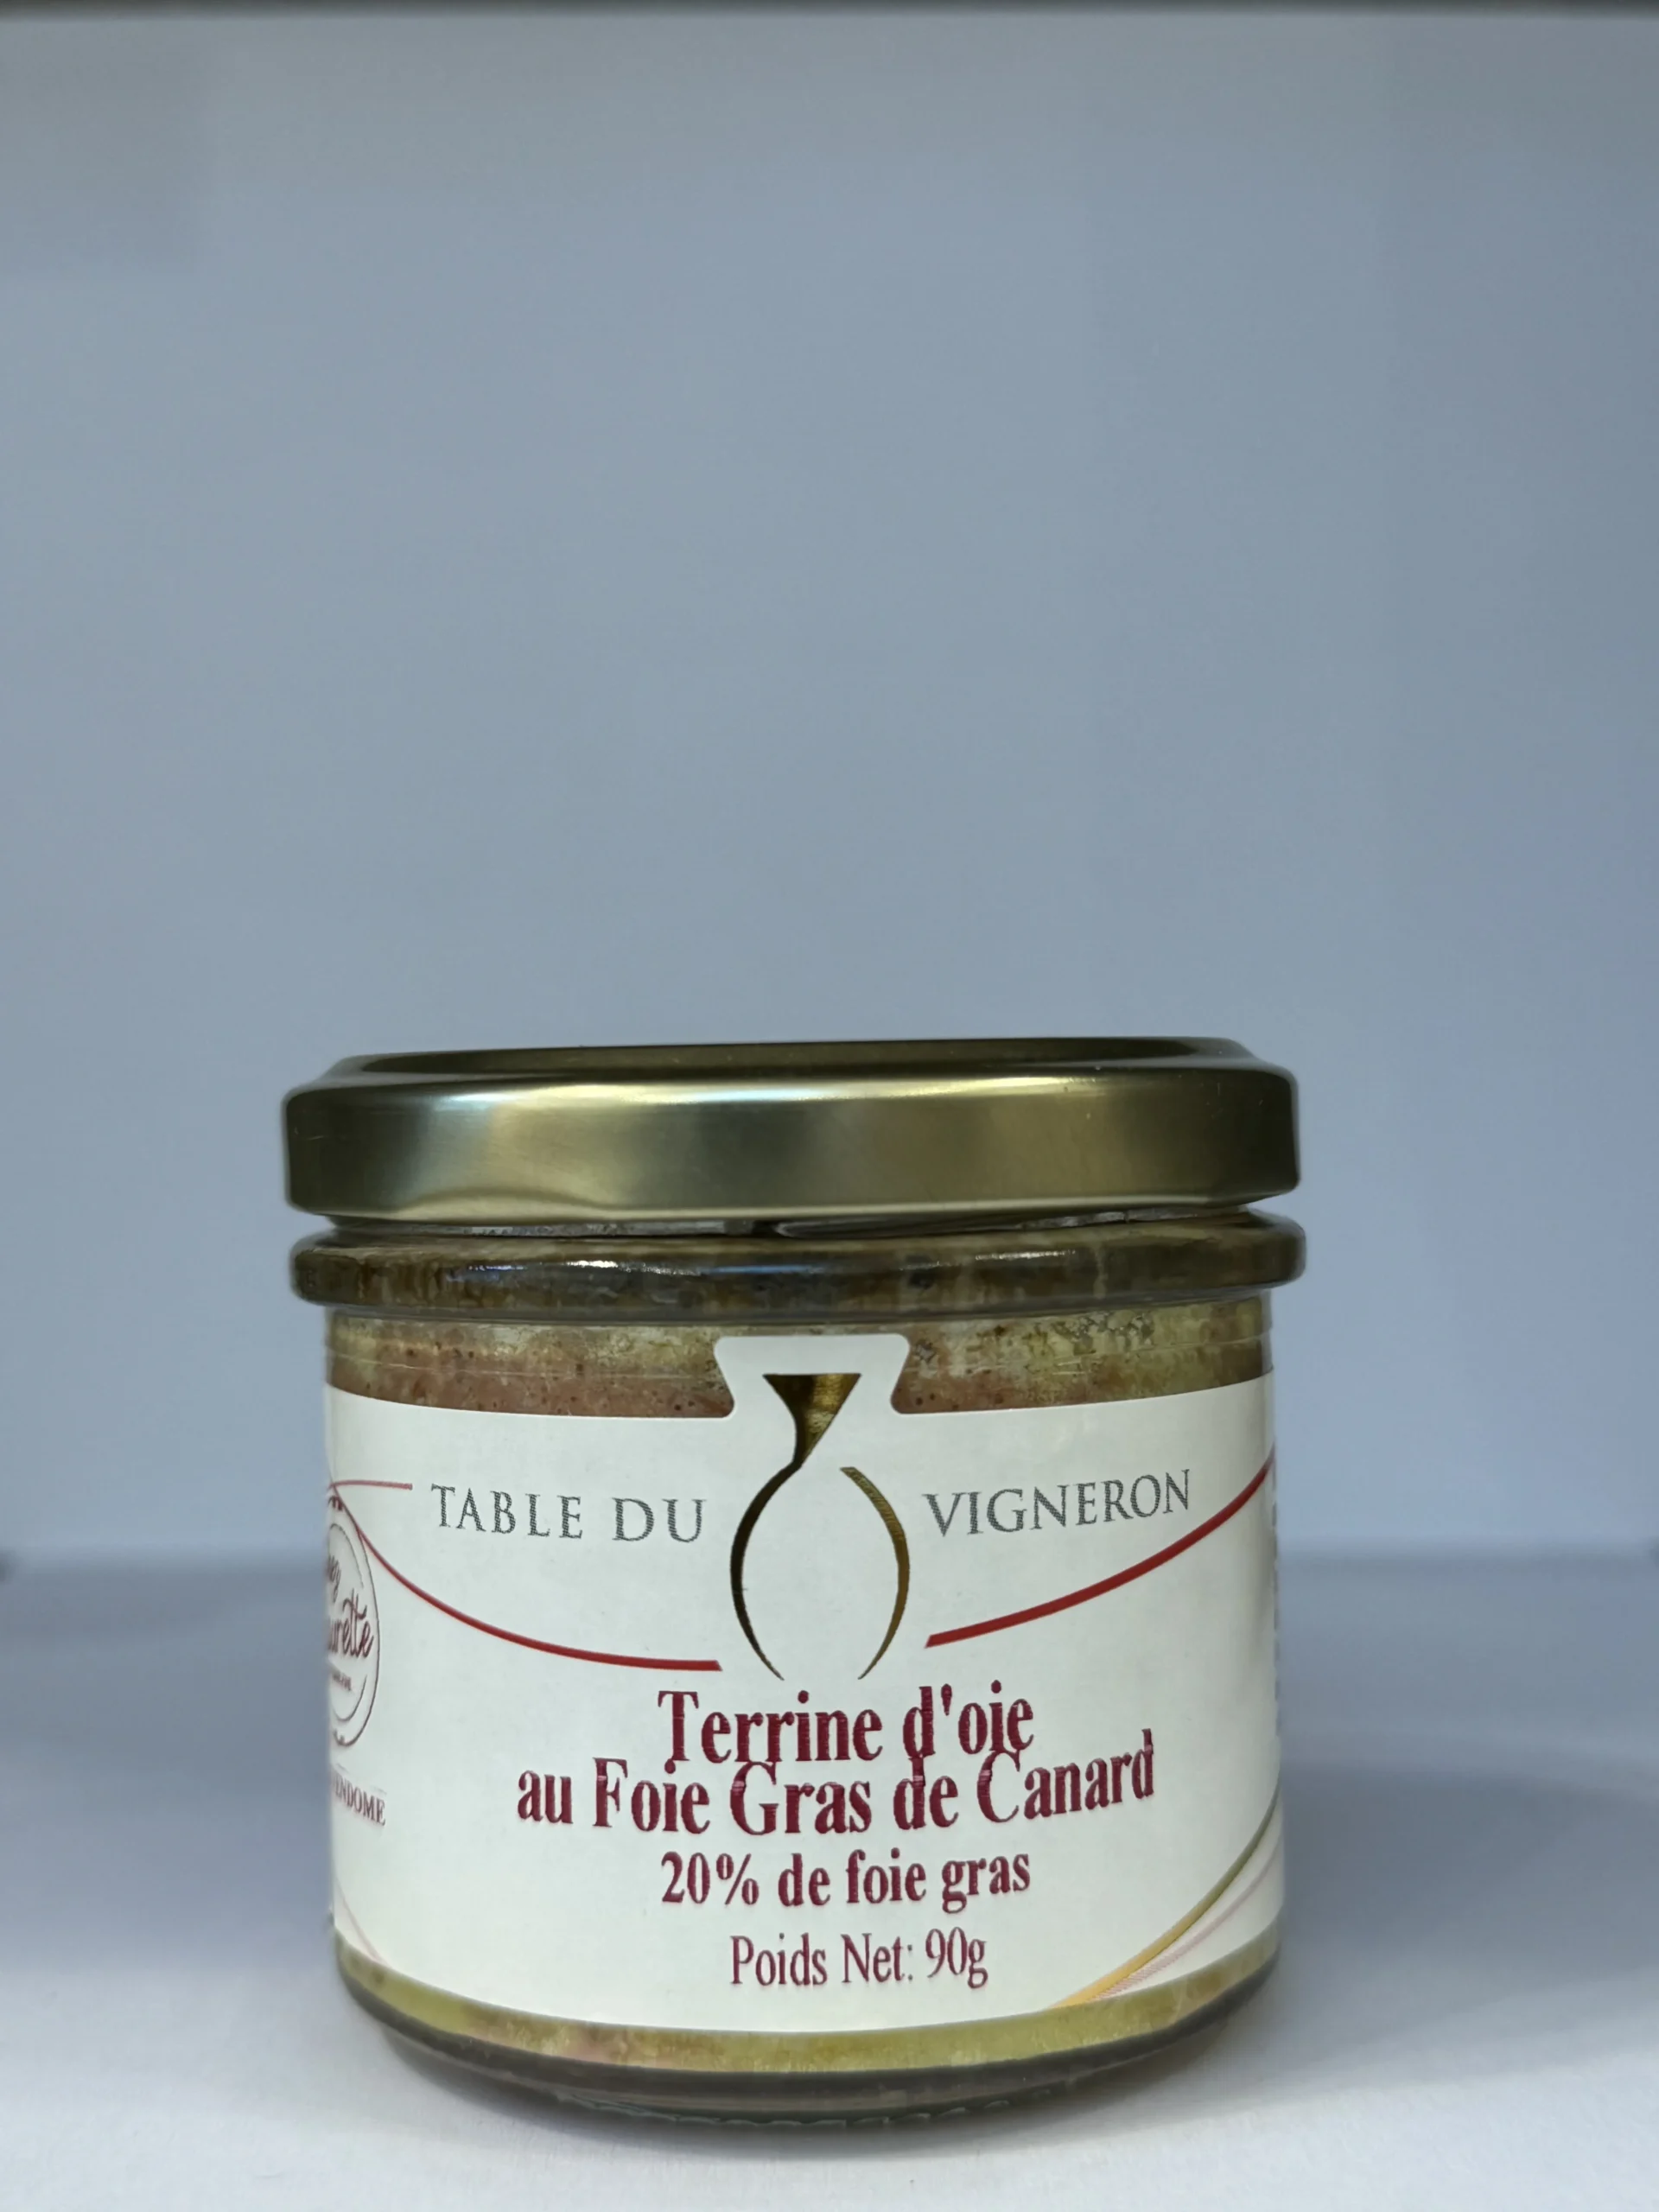 TABLE DU VIGNERON
Terrine d'oie
au Foie Gras de Canard
20% de foie gras
Poids Net: 90g